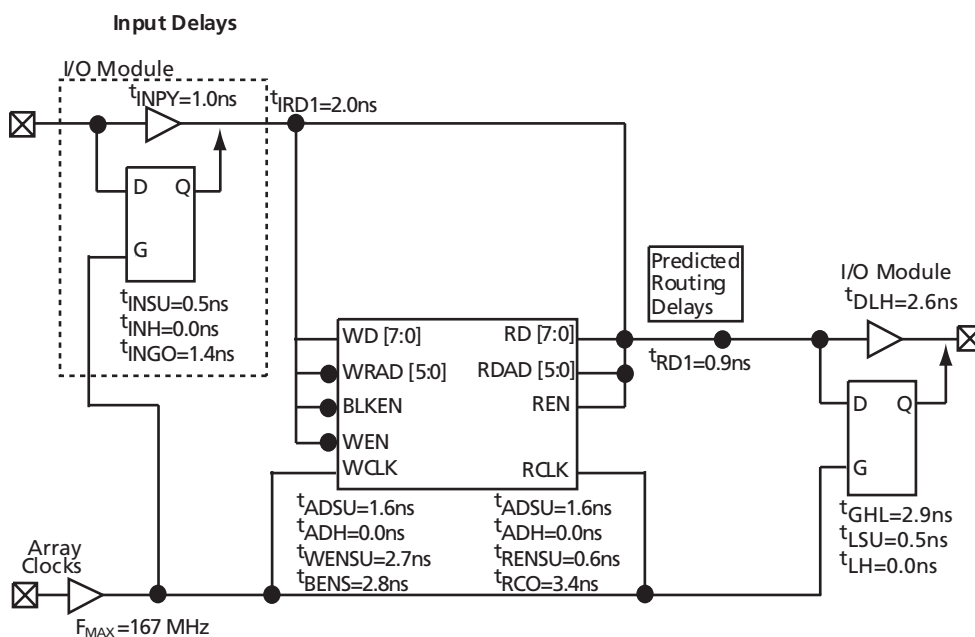 Input Delays
I/O Module
tINPY=1.0ns
tIRD1=2.0ns
D
Q
G
tINSU=0.5ns
tINH=0.0ns
tINGO=1.4ns
Predicted
Routing
Delays
I/O Module
tDLH=2.6ns
WD [7:0]
RD [7:0]
WRAD [5:0]
RDAD [5:0]
BLKEN
REN
WEN
WCLK
RCLK
tRD1=0.9ns
D
Q
G
tADSU=1.6ns
tADH=0.0ns
tWENSU=2.7ns
tBENS=2.8ns
tADSU=1.6ns
tADH=0.0ns
tRENSU=0.6ns
tRCO=3.4ns
tGHL=2.9ns
tLSU=0.5ns
tLH=0.0ns
Array
Clocks
FMAX=167 MHz